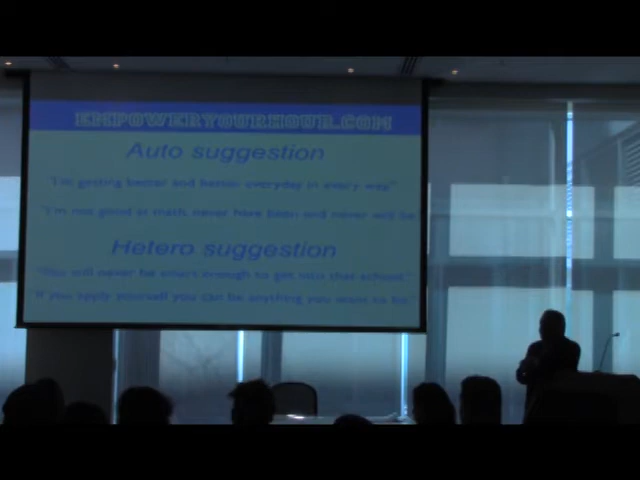 EMPOWERYOURHOUR.COM
Auto suggestion
"I'm getting better and better everyday in every way"
"I'm not good at math, never have been and never will be"
Hetero suggestion
"You will never be smart enough to get into that school"
"If you apply yourself you can be anything you want to be"